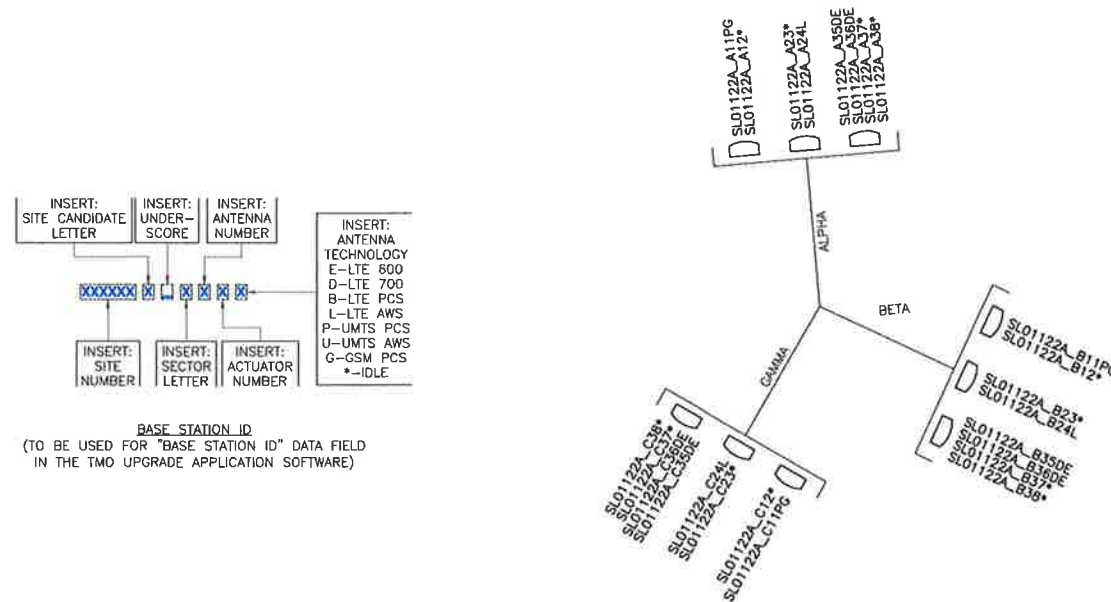 INSERT:
SITE CANDIDATE
LETTER
INSERT:
UNDER-
SCORE
INSERT:
ANTENNA
NUMBER
XXXXXX X _ X X X X
INSERT:
SITE
NUMBER
INSERT:
SECTOR
LETTER
INSERT:
ACTUATOR
NUMBER
INSERT:
ANTENNA
TECHNOLOGY
E-LTE 600
D-LTE 700
B-LTE PCS
L-LTE AWS
P-UMTS PCS
U-UMTS AWS
G-GSM PCS
*-IDLE
BASE STATION ID
(TO BE USED FOR "BASE STATION ID" DATA FIELD
IN THE TMO UPGRADE APPLICATION SOFTWARE)
SL01122A_A11PG
SL01122A_A12*
SL01122A_A23*
SL01122A_A24L
SL01122A_A35DE
SL01122A_A36DE
SL01122A_A37*
SL01122A_A38*
ALPHA
BETA
GAMMA
SL01122A_B11PG
SL01122A_B12*
SL01122A_B23*
SL01122A_B24L
SL01122A_B35DE
SL01122A_B36DE
SL01122A_B37*
SL01122A_B38*
SL01122A_C38*
SL01122A_C37*
SL01122A_C36DE
SL01122A_C35DE
SL01122A_C24L
SL01122A_C23*
SL01122A_C12*
SL01122A_C11PG